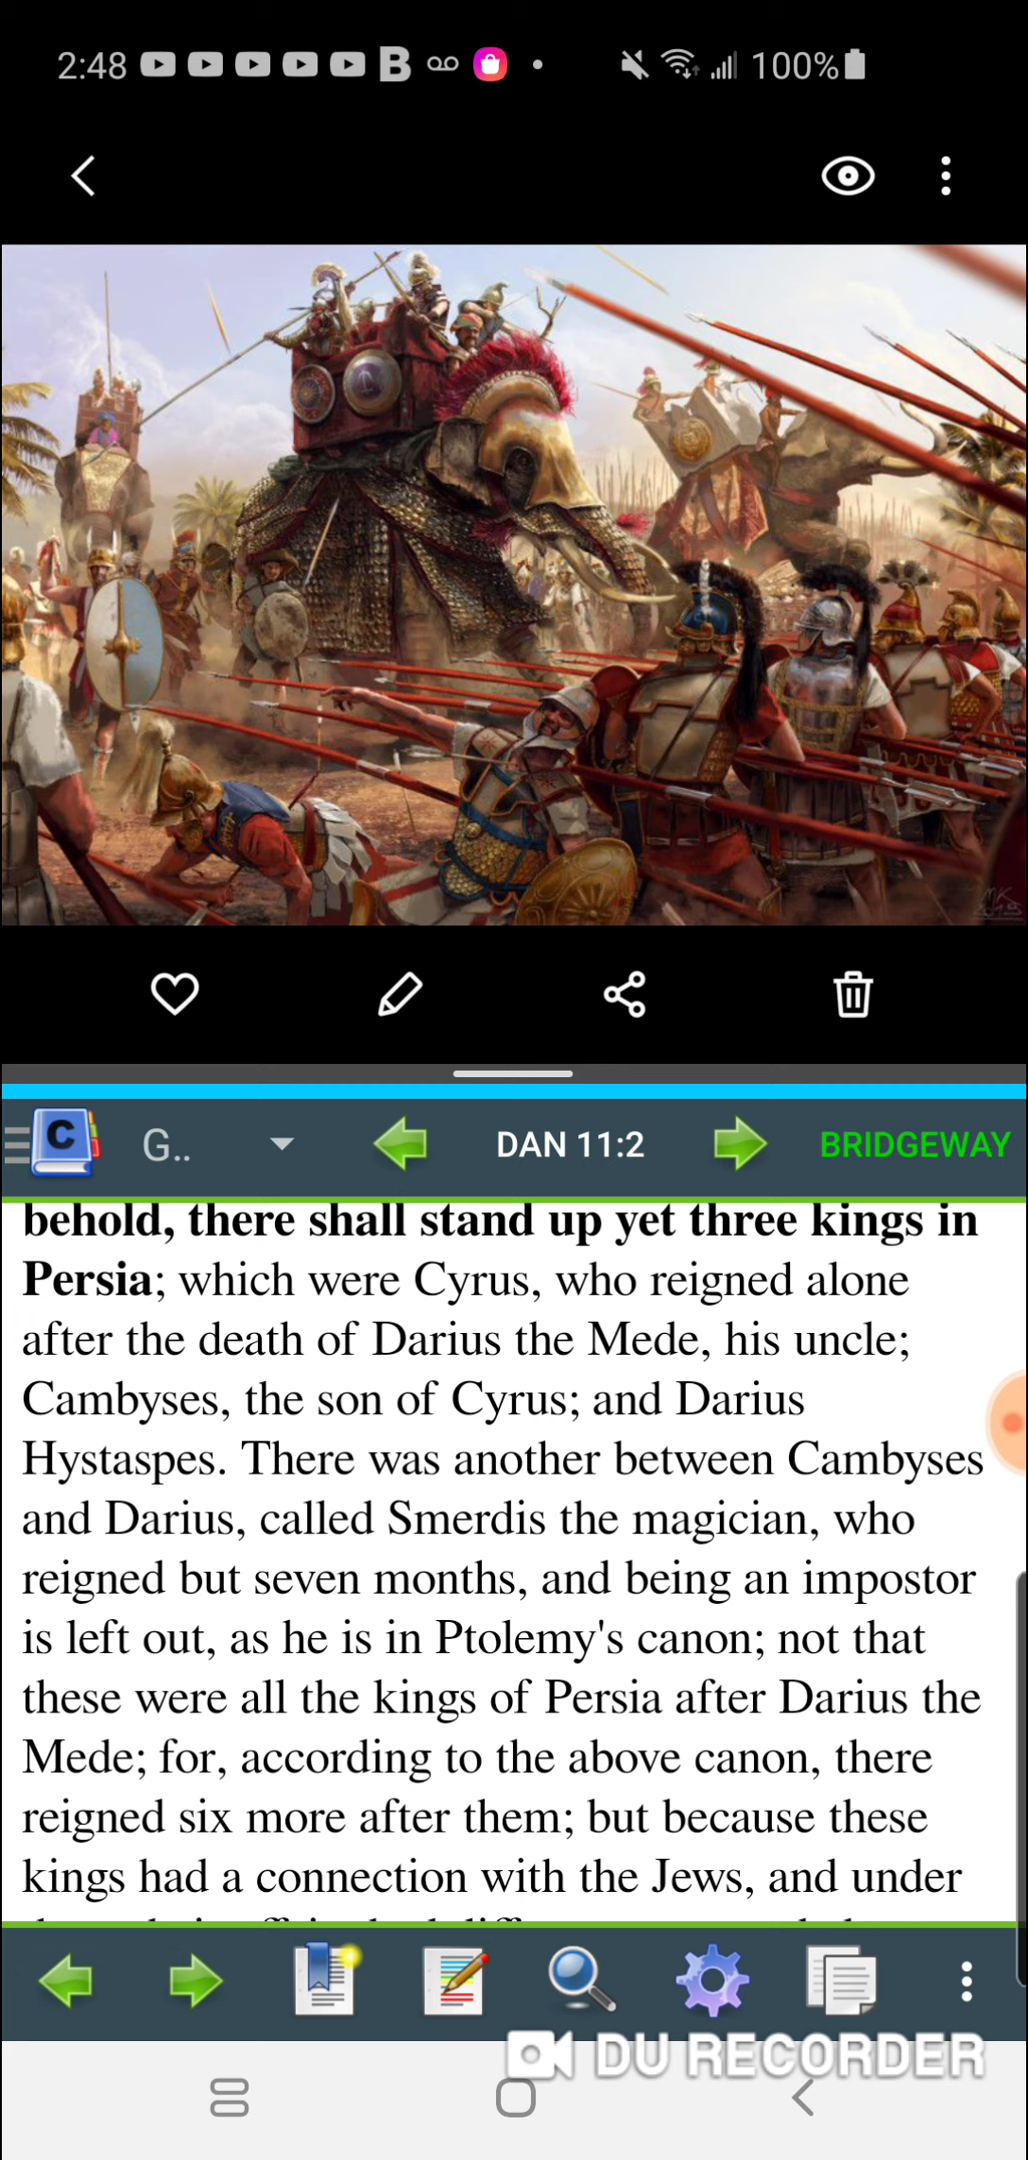 2:48 B 100%
C G.. DAN 11:2 BRIDGEWAY
behold, there shall stand up yet three kings in
Persia; which were Cyrus, who reigned alone
after the death of Darius the Mede, his uncle;
Cambyses, the son of Cyrus; and Darius
Hystaspes. There was another between Cambyses
and Darius, called Smerdis the magician, who
reigned but seven months, and being an impostor
is left out, as he is in Ptolemy's canon; not that
these were all the kings of Persia after Darius the
Mede; for, according to the above canon, there
reigned six more after them; but because these
kings had a connection with the Jews, and under
DU RECORDER